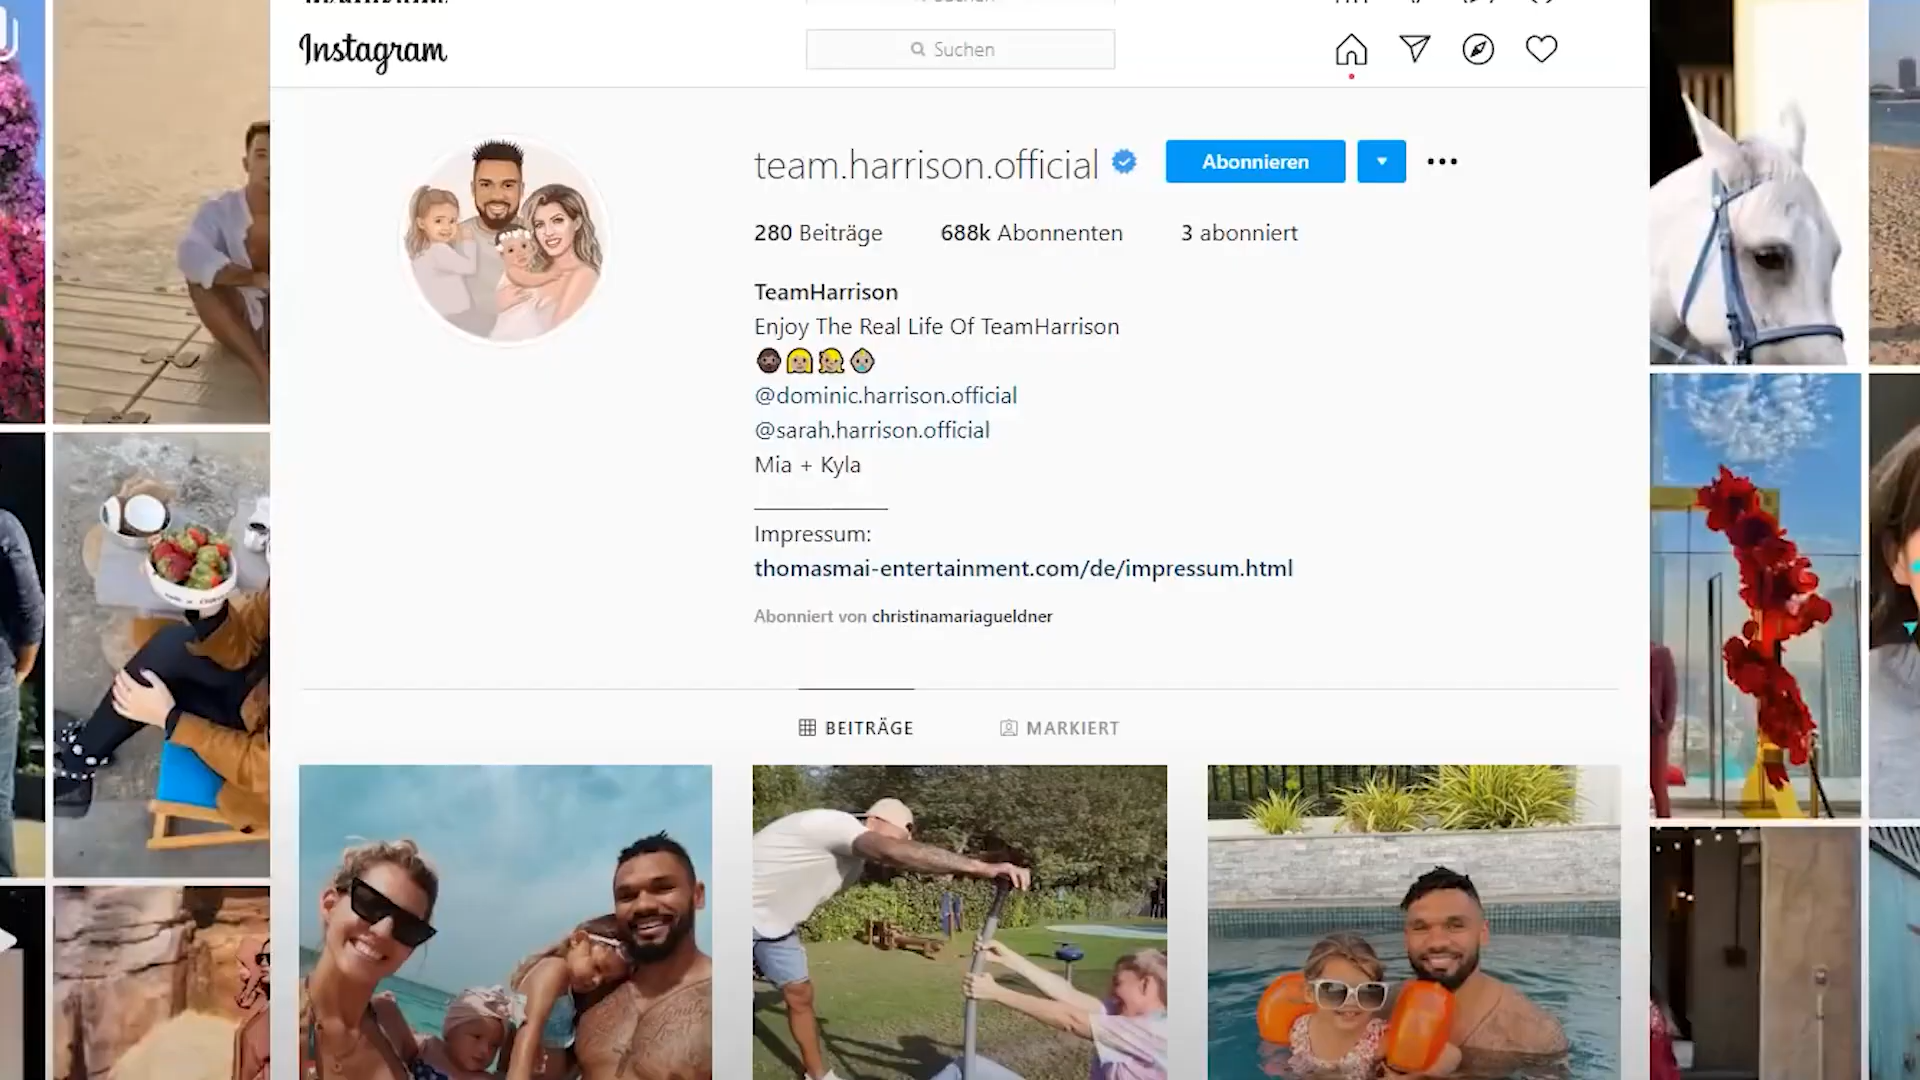 Instagram
Suchen
team.harrison.official
Abonnieren
280 Beiträge 688k Abonnenten 3 abonniert
TeamHarrison
Enjoy The Real Life Of TeamHarrison
@dominic.harrison.official
@sarah.harrison.official
Mia + Kyla
Impressum:
thomasmai-entertainment.com/de/impressum.html
Abonniert von christinamariagueldner
BEITRÄGE MARKIERT